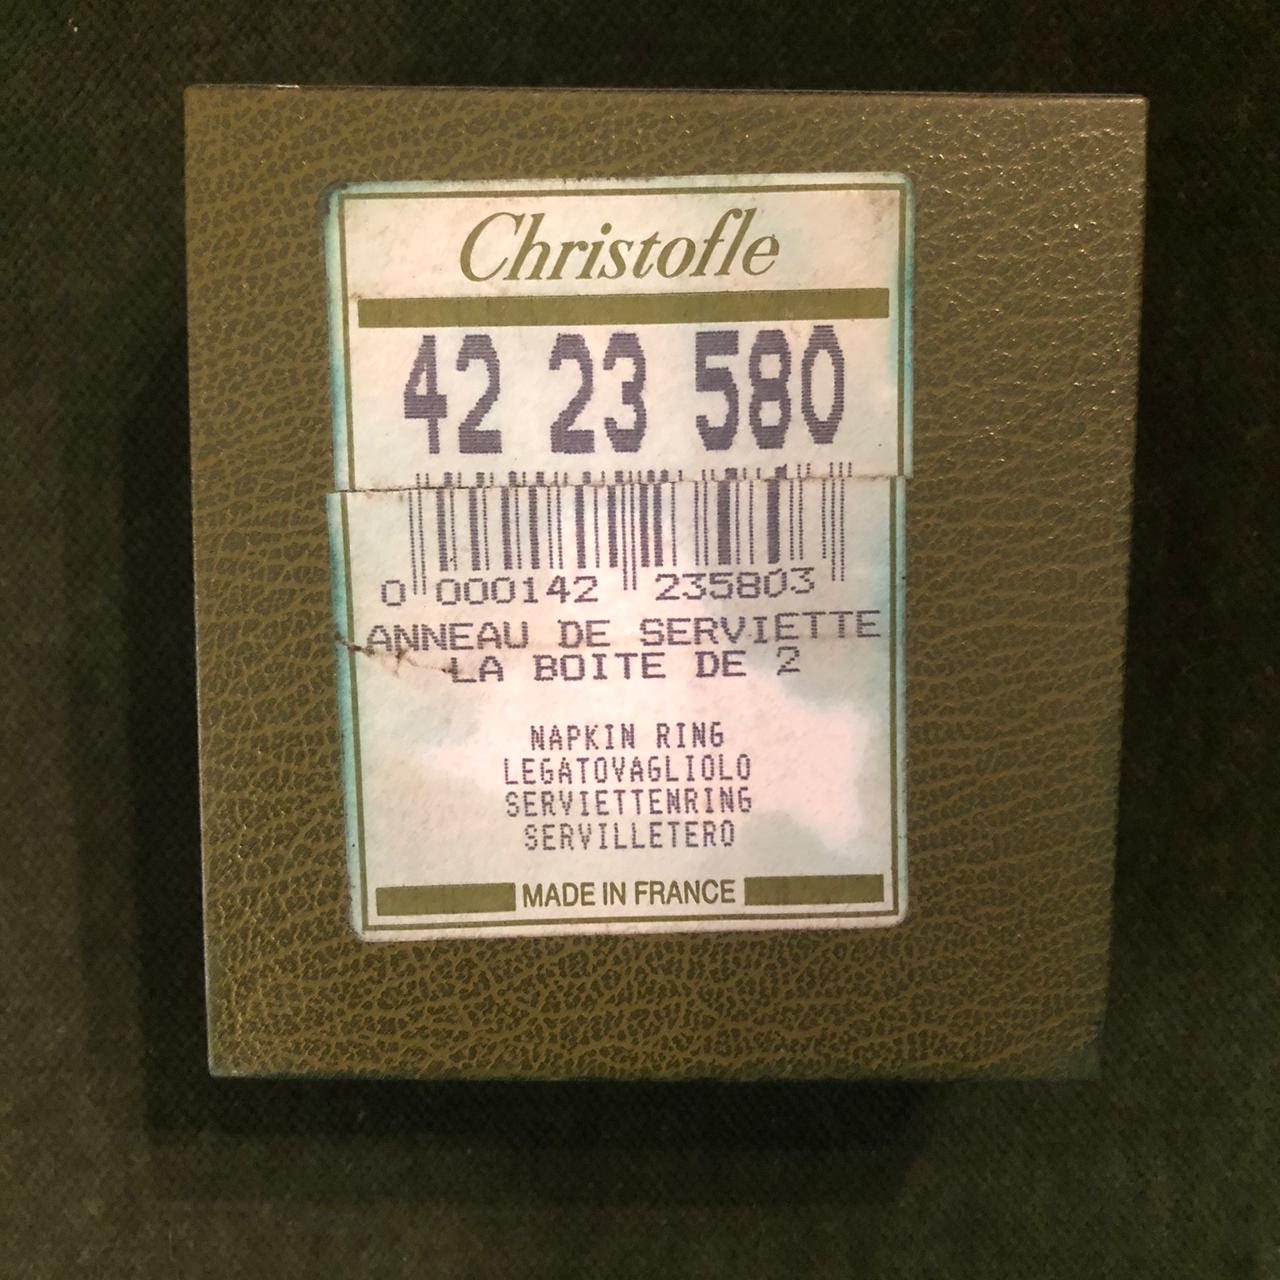 Christofle
42 23 580
0 000142 235803
ANNEAU DE SERVIETTE
LA BOITE DE 2
NAPKIN RING
LEGATOVAGLIOLO
SERVIETTENRING
SERVILLETERO
MADE IN FRANCE